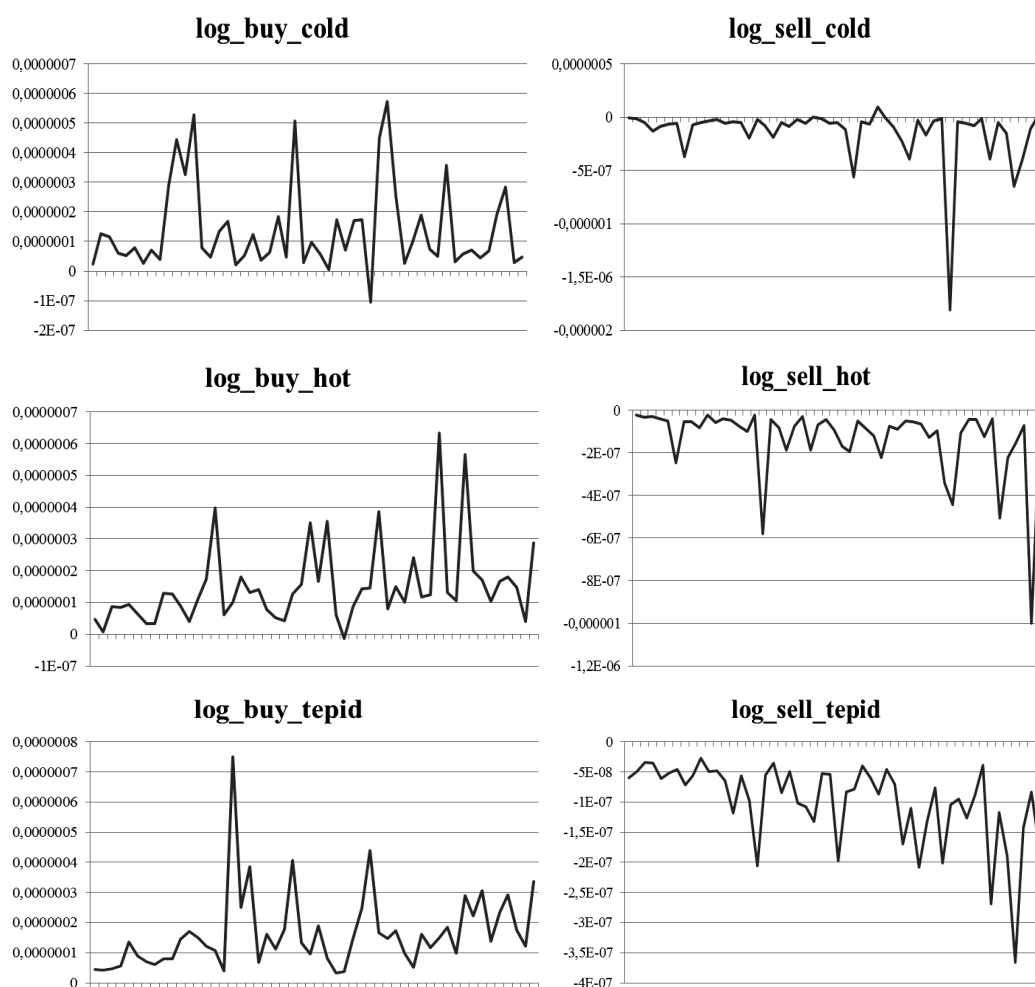 log_buy_cold
0,0000007
0,0000006
0,0000005
0,0000004
0,0000003
0,0000002
0,0000001
0
-1E-07
-2E-07
log_sell_cold
0,0000005
0
-5E-07
-0,000001
-1,5E-06
-0,000002
log_buy_hot
0,0000007
0,0000006
0,0000005
0,0000004
0,0000003
0,0000002
0,0000001
0
-1E-07
log_sell_hot
0
-2E-07
-4E-07
-6E-07
-8E-07
-0,000001
-1,2E-06
log_buy_tepid
0,0000008
0,0000007
0,0000006
0,0000005
0,0000004
0,0000003
0,0000002
0,0000001
0
log_sell_tepid
0
-5E-08
-1E-07
-1,5E-07
-2E-07
-2,5E-07
-3E-07
-3,5E-07
-4E-07